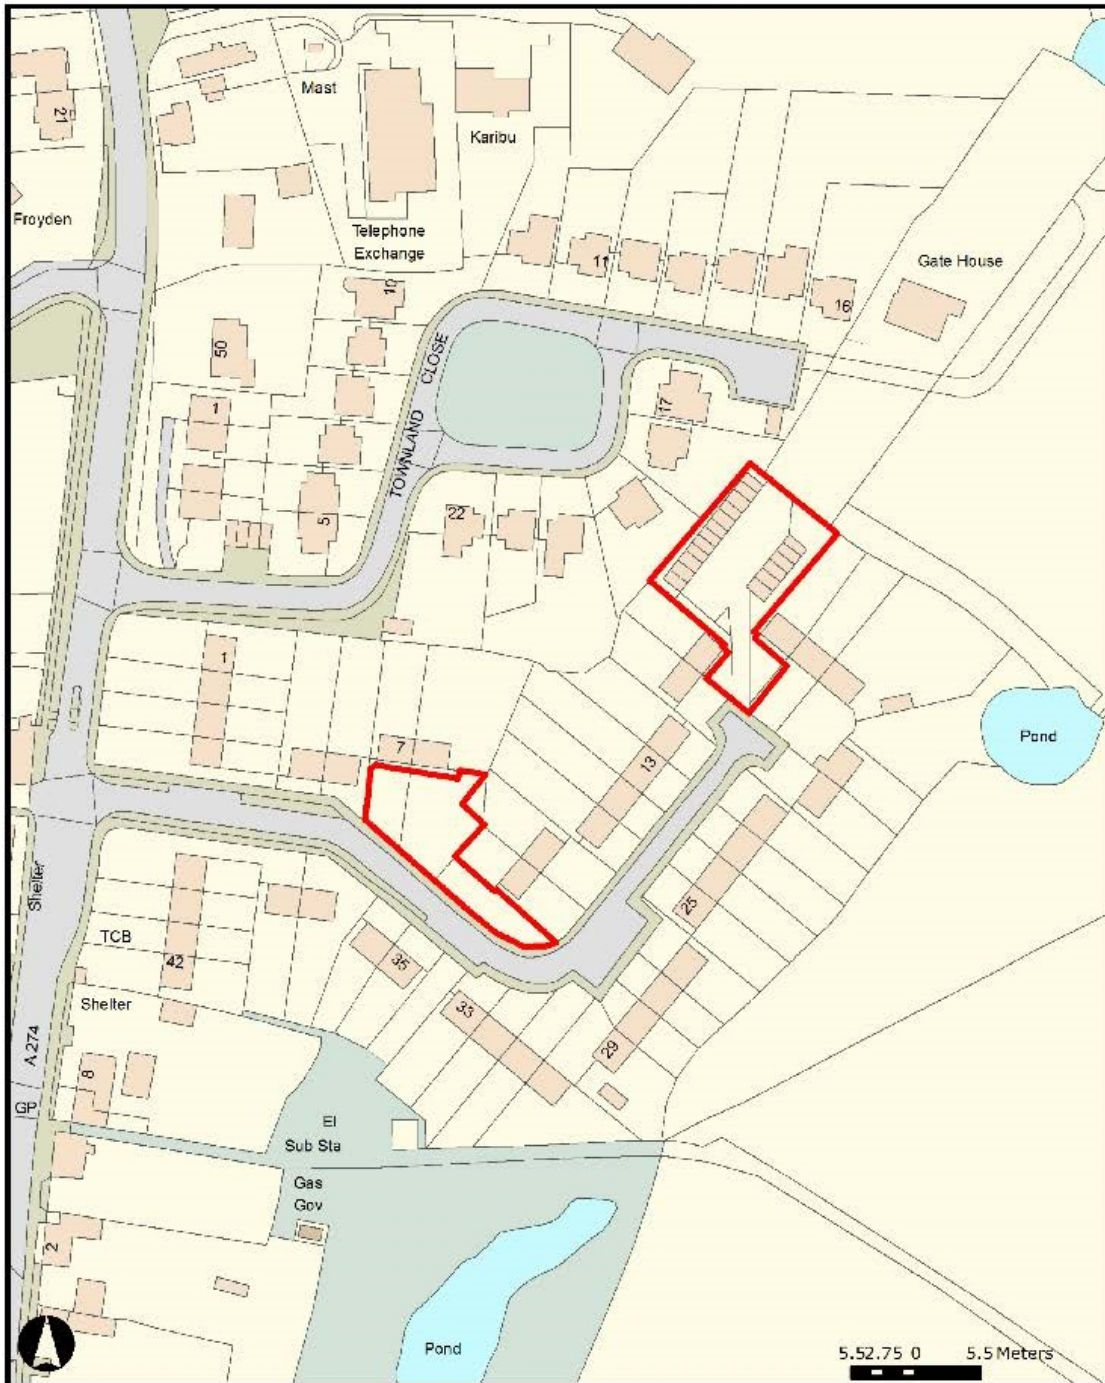 Mast
21
Karibu
Froyden
Telephone
Exchange
11
Gate House
10
16
50
CLOSE
TOWNLAND
1
17
5
22
1
7
13
Pond
Shelter
25
TCB
35
42
Shelter
33
A 274
29
8
GP
El
Sub Sta
Gas
Gov
2
Pond
5.52.75 0 5.5 Meters